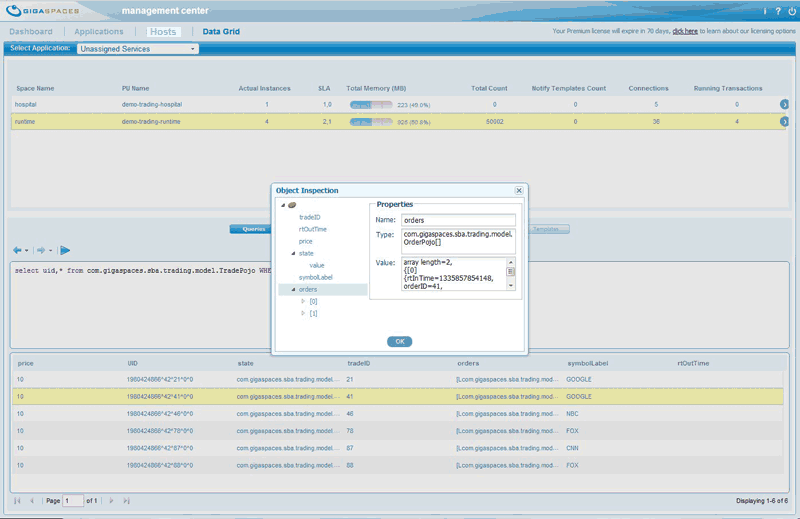 GIGASPACES management center i ?
Dashboard Applications Hosts Data Grid Your Premium license will expire in 70 days, click here to learn about our licensing options
Select Application: Unassigned Services
Space Name PU Name Actual Instances SLA Total Memory (MB) Total Count Notify Templates Count Connections Running Transactions
hospital demo-trading-hospital 1 1,0 223 (49.0%) 0 0 5 0
runtime demo-trading-runtime 4 2,1 50002 0 36 4
Object Inspection
tradeID
rtOutTime
price
state
value
symbolLabel
orders
[0]
[1]
Properties
Name: orders
Type: com.gigaspaces.sba.trading.model.
OrderPojo[]
Value: array length=2,
{[0]
{rtInTime=1335857854148,
orderID=41,
OK
Queries Templates
select uid,* from com.gigaspaces.sba.trading.model.TradePojo WHE
price UID state tradeID orders symbolLabel rtOutTime
10 1980424866^42^21^0^0 com.gigaspaces.sba.trading.model... 21 [Lcom.gigaspaces.sba.trading.mod... GOOGLE
10 1980424866^42^41^0^0 com.gigaspaces.sba.trading.model... 41 [Lcom.gigaspaces.sba.trading.mod... GOOGLE
10 1980424866^42^46^0^0 com.gigaspaces.sba.trading.model... 46 [Lcom.gigaspaces.sba.trading.mod... NBC
10 1980424866^42^78^0^0 com.gigaspaces.sba.trading.model... 78 [Lcom.gigaspaces.sba.trading.mod... FOX
10 1980424866^42^87^0^0 com.gigaspaces.sba.trading.model... 87 [Lcom.gigaspaces.sba.trading.mod... CNN
10 1980424866^42^88^0^0 com.gigaspaces.sba.trading.model... 88 [Lcom.gigaspaces.sba.trading.mod... FOX
Page 1 of 1 Displaying 1-6 of 6